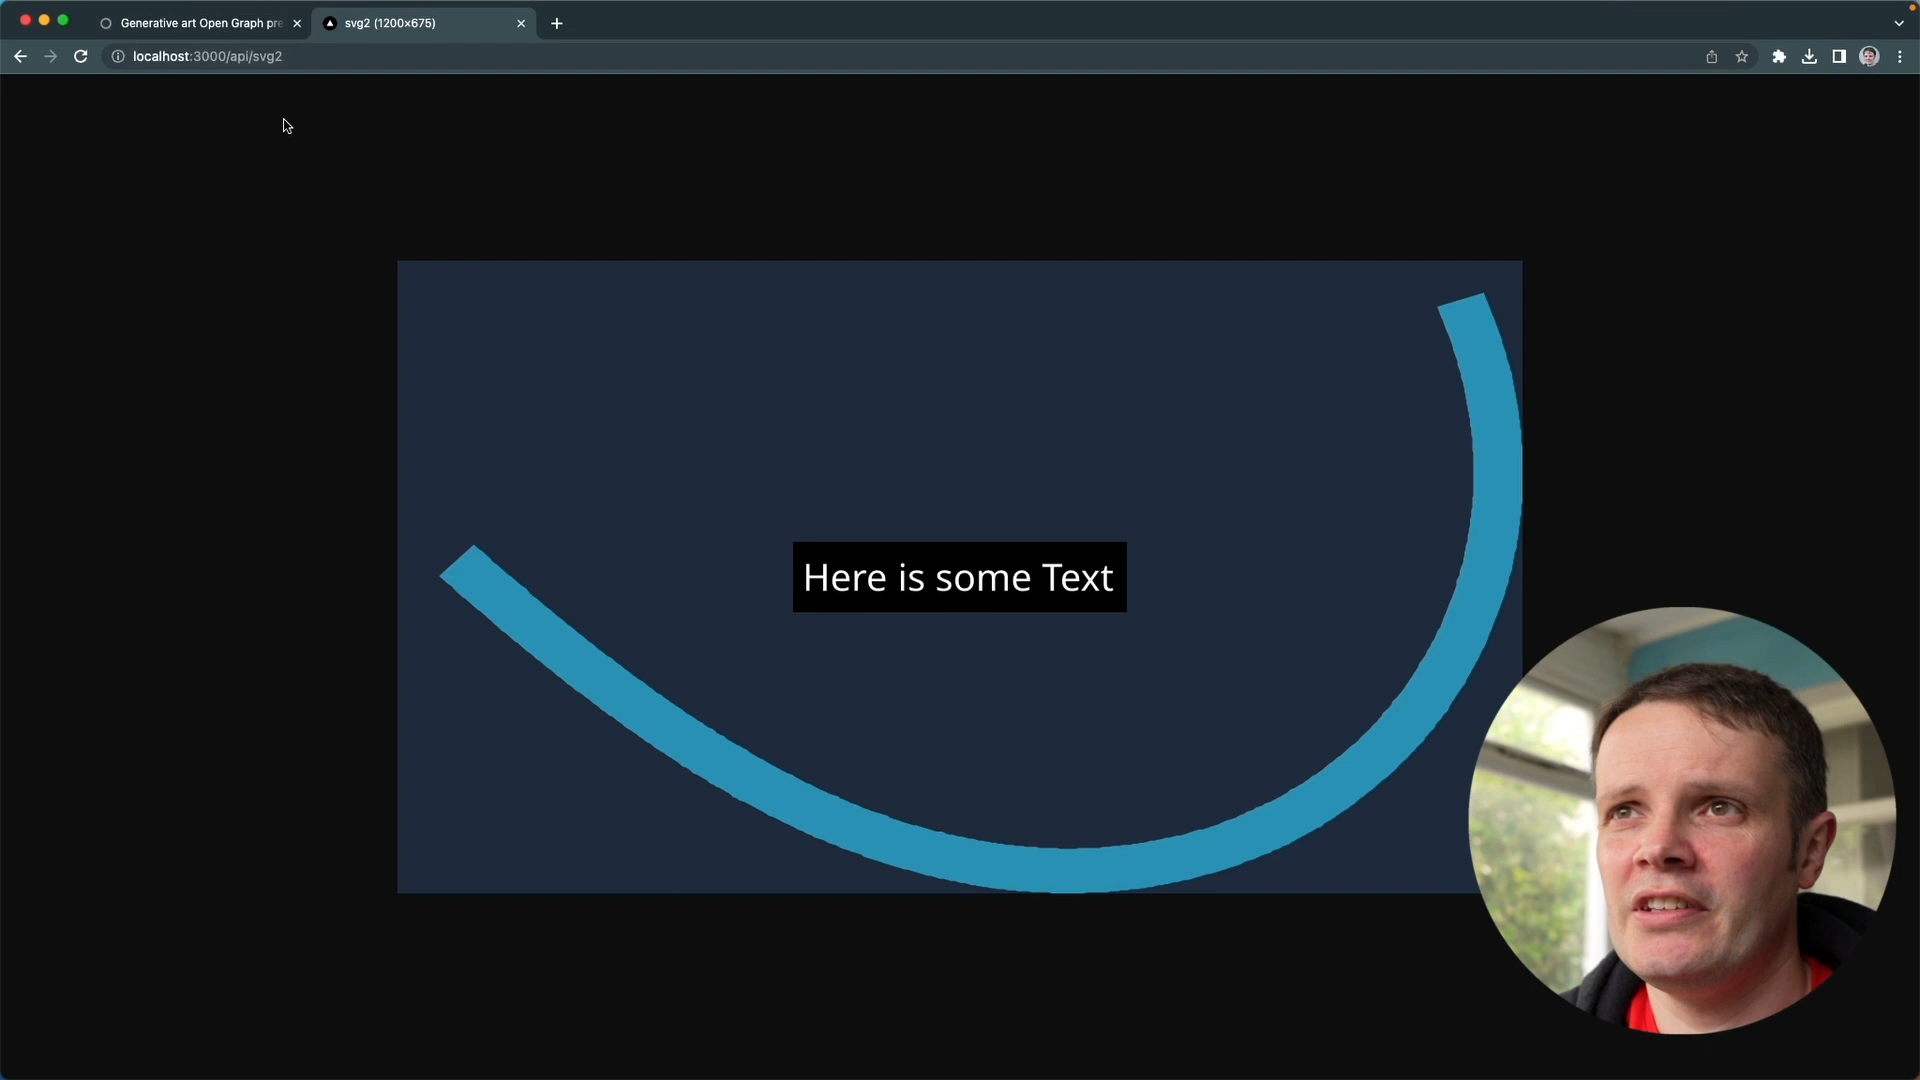 Generative art Open Graph pre
svg2 (1200×675)
localhost:3000/api/svg2
Here is some Text